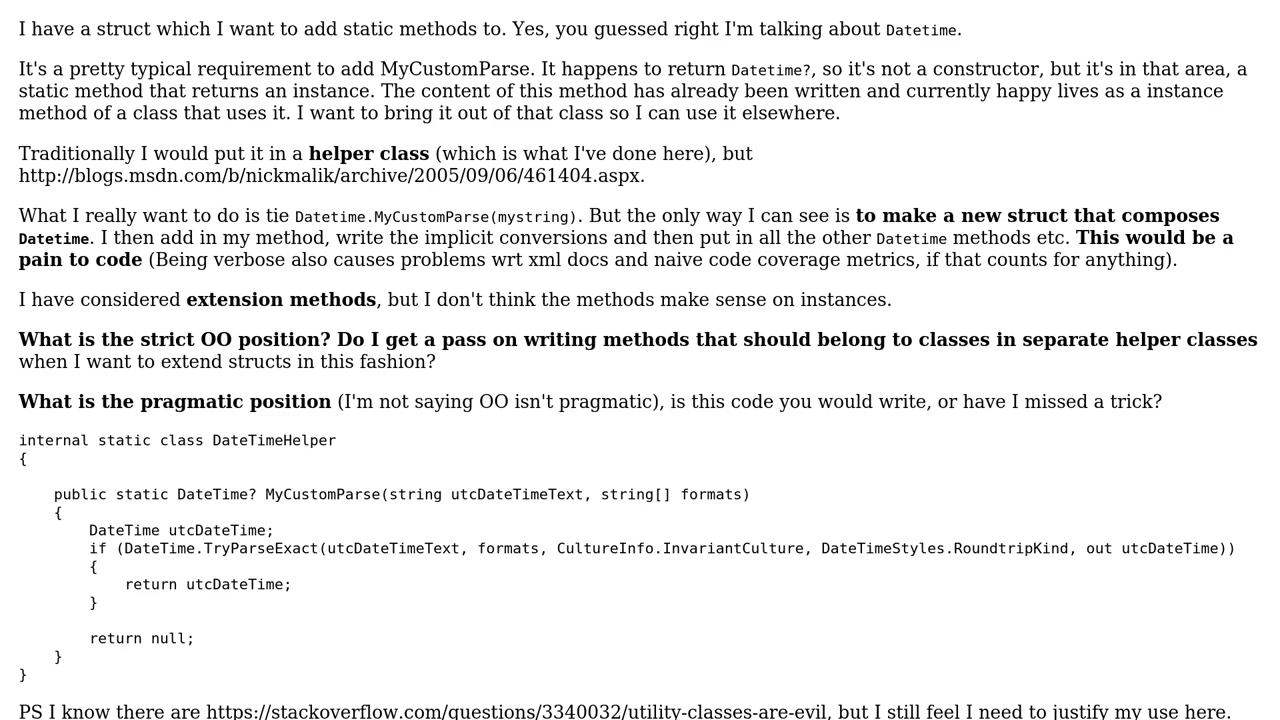 I have a struct which I want to add static methods to. Yes, you guessed right I'm talking about Datetime.
It's a pretty typical requirement to add MyCustomParse. It happens to return Datetime?, so it's not a constructor, but it's in that area, a
static method that returns an instance. The content of this method has already been written and currently happy lives as a instance
method of a class that uses it. I want to bring it out of that class so I can use it elsewhere.
Traditionally I would put it in a helper class (which is what I've done here), but
http://blogs.msdn.com/b/nickmalik/archive/2005/09/06/461404.aspx.
What I really want to do is tie Datetime.MyCustomParse(mystring). But the only way I can see is to make a new struct that composes
Datetime. I then add in my method, write the implicit conversions and then put in all the other Datetime methods etc. This would be a
pain to code (Being verbose also causes problems wrt xml docs and naive code coverage metrics, if that counts for anything).
I have considered extension methods, but I don't think the methods make sense on instances.
What is the strict OO position? Do I get a pass on writing methods that should belong to classes in separate helper classes
when I want to extend structs in this fashion?
What is the pragmatic position (I'm not saying OO isn't pragmatic), is this code you would write, or have I missed a trick?
internal static class DateTimeHelper
{
    public static DateTime? MyCustomParse(string utcDateTimeText, string[] formats)
    {
        DateTime utcDateTime;
        if (DateTime.TryParseExact(utcDateTimeText, formats, CultureInfo.InvariantCulture, DateTimeStyles.RoundtripKind, out utcDateTime))
        {
            return utcDateTime;
        }
        return null;
    }
}
PS I know there are https://stackoverflow.com/questions/3340032/utility-classes-are-evil, but I still feel I need to justify my use here.